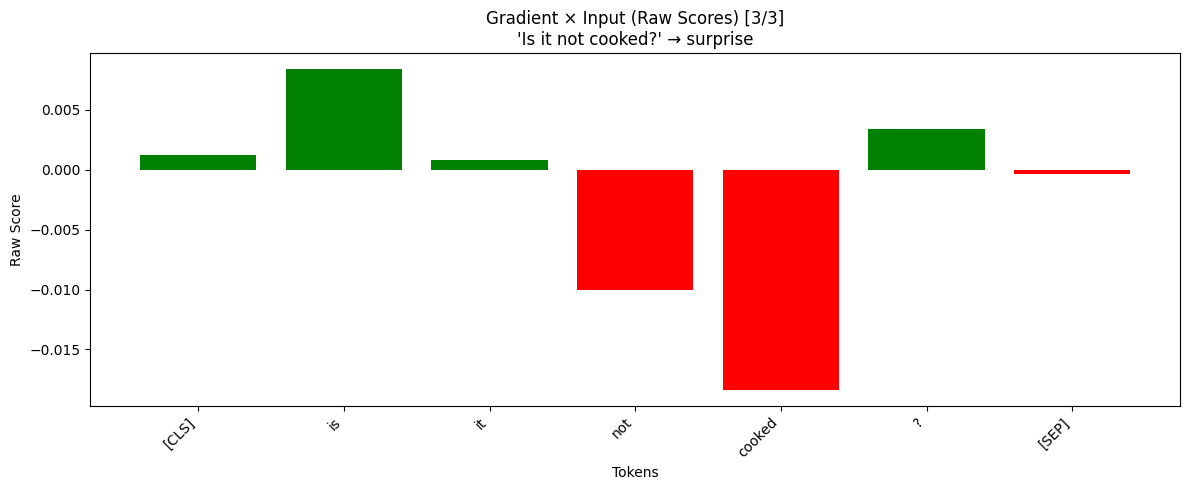 Gradient × Input (Raw Scores) [3/3]
'Is it not cooked?' → surprise
Raw Score
0.005
0.000
−0.005
−0.010
−0.015
[CLS]
is
it
not
cooked
?
[SEP]
Tokens